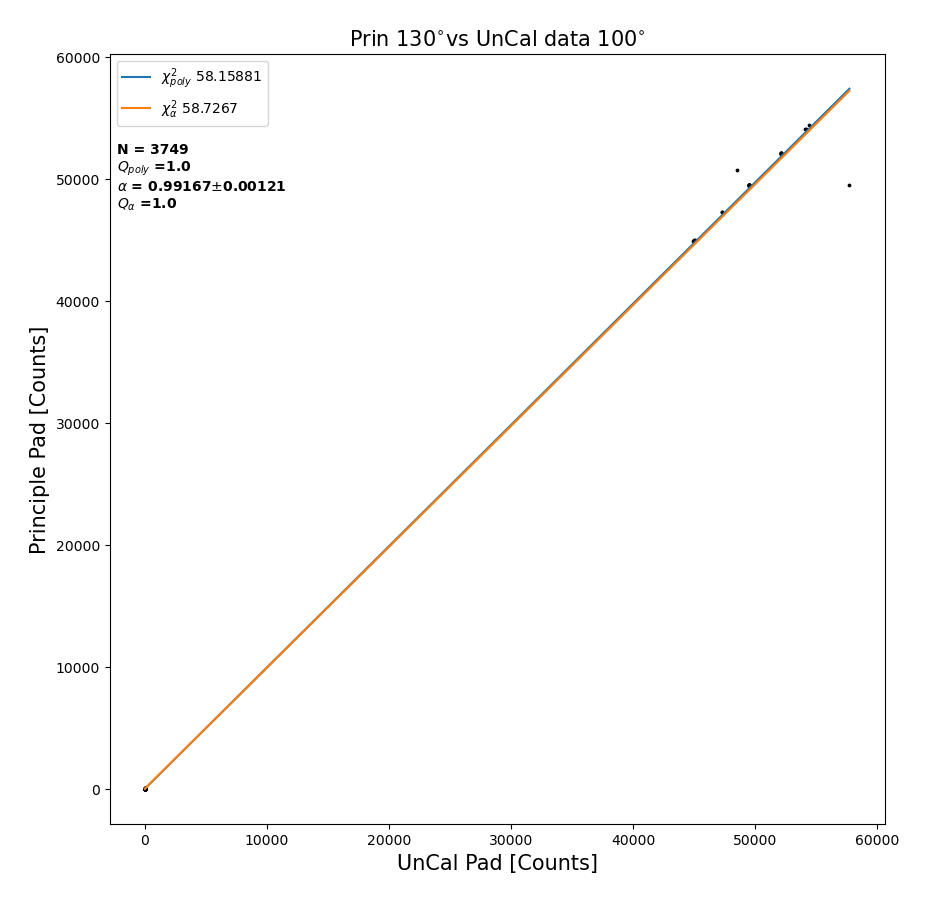 Prin 130°vs UnCal data 100°
60000
χ²poly 58.15881
χ²α 58.7267
N = 3749
Qpoly =1.0
50000
α = 0.99167±0.00121
Qα =1.0
40000
30000
20000
10000
0
Principle Pad [Counts]
0 10000 20000 30000 40000 50000 60000
UnCal Pad [Counts]